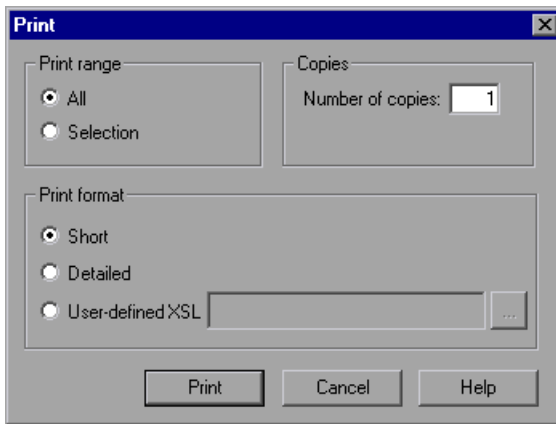 Print
Print range
All
Selection
Copies
Number of copies: 1
Print format
Short
Detailed
User-defined XSL ...
Print Cancel Help